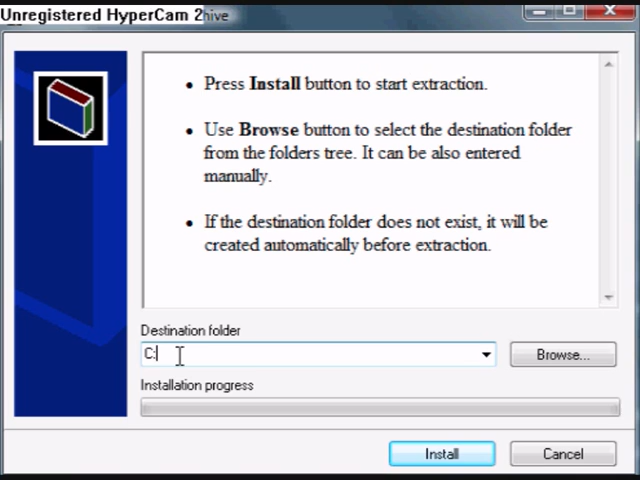 Unregistered HyperCam 2hive
• Press Install button to start extraction.
• Use Browse button to select the destination folder
from the folders tree. It can be also entered
manually.
• If the destination folder does not exist, it will be
created automatically before extraction.
Destination folder
C:
Browse...
Installation progress
Install
Cancel